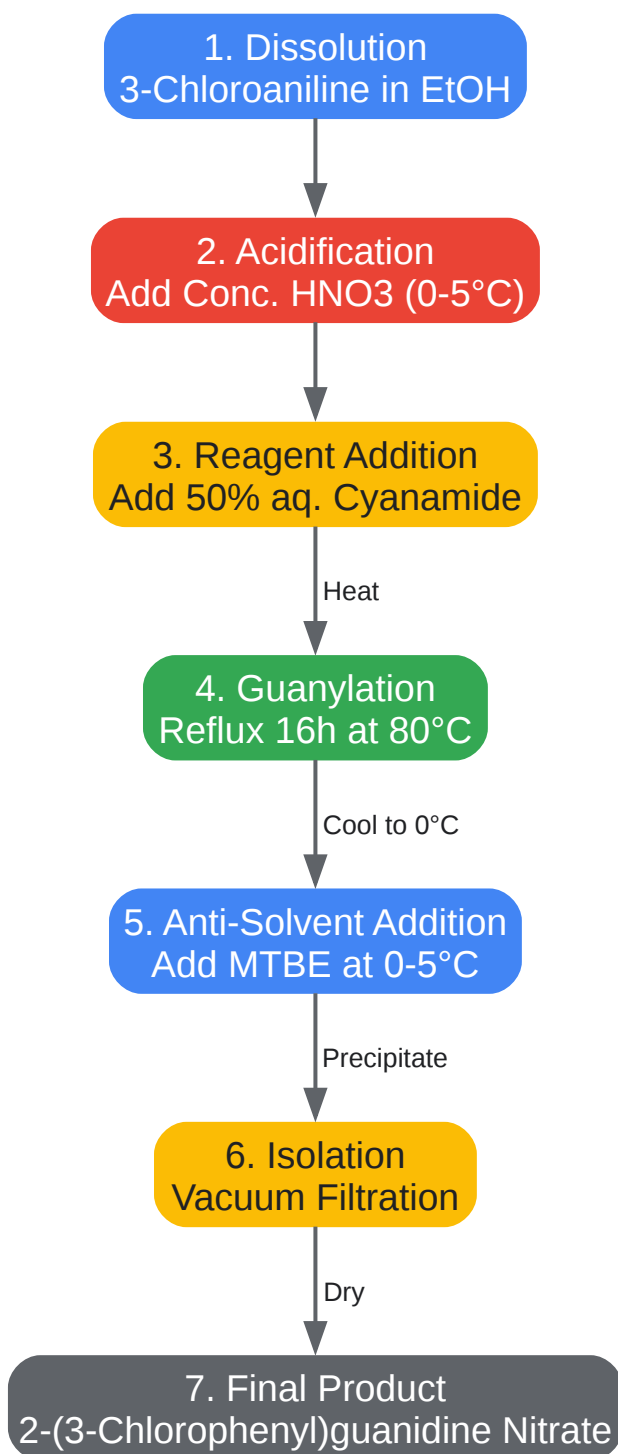 1. Dissolution
3-Chloroaniline in EtOH
2. Acidification
Add Conc. HNO3 (0-5°C)
3. Reagent Addition
Add 50% aq. Cyanamide
Heat
4. Guanylation
Reflux 16h at 80°C
Cool to 0°C
5. Anti-Solvent Addition
Add MTBE at 0-5°C
Precipitate
6. Isolation
Vacuum Filtration
Dry
7. Final Product
2-(3-Chlorophenyl)guanidine Nitrate